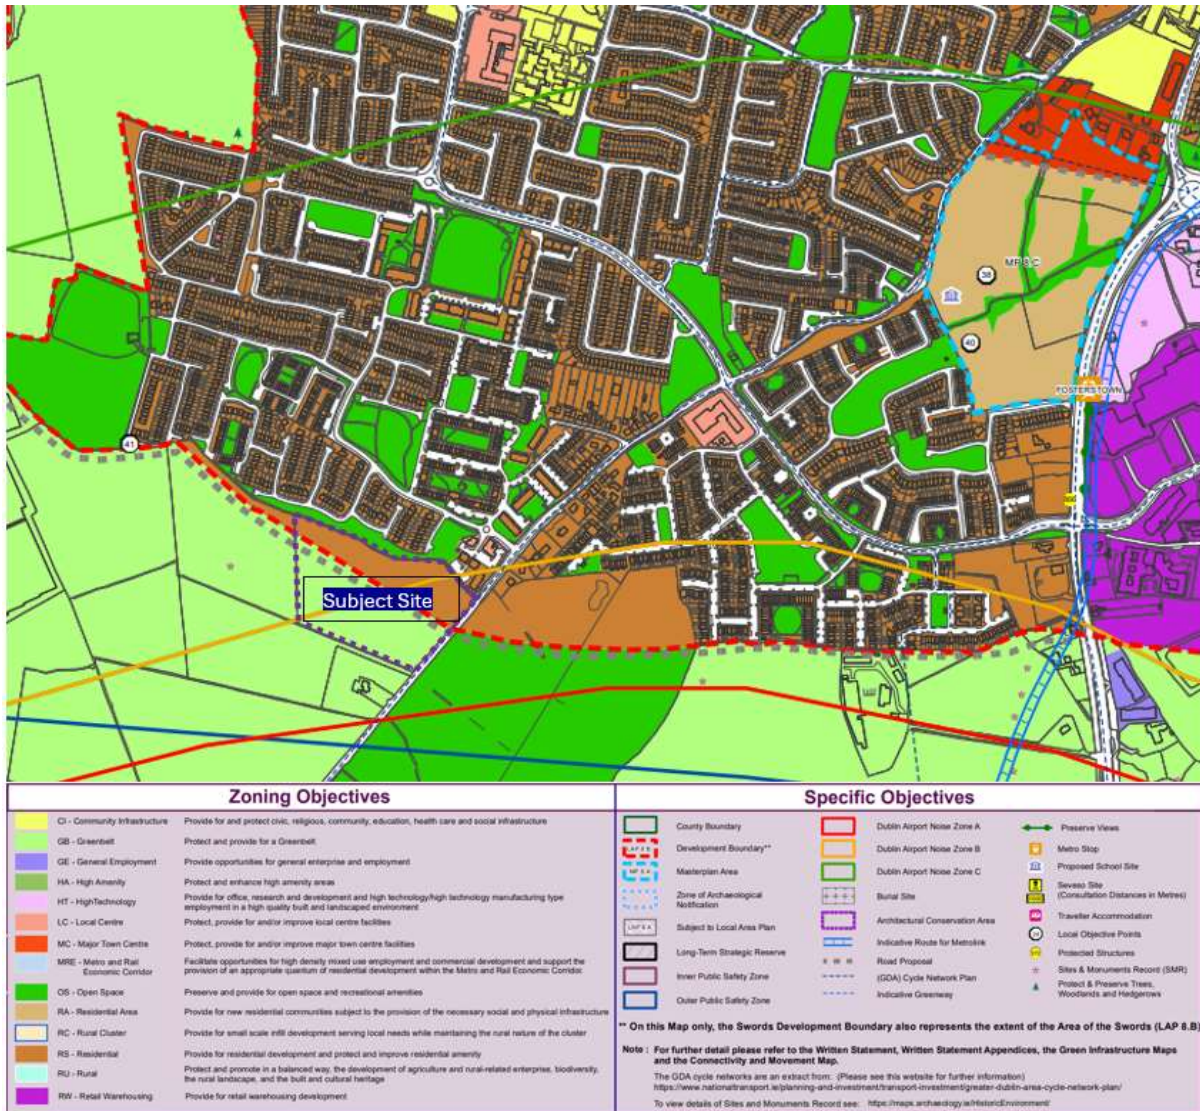 MP 8.C
38
40
FOSTERSTOWN
41
Subject Site
Zoning Objectives
CI - Community Infrastructure Provide for and protect civic, religious, community, education, health care and social infrastructure
GB - Greenbelt Protect and provide for a Greenbelt
GE - General Employment Provide opportunities for general enterprise and employment
HA - High Amenity Protect and enhance high amenity areas
HT - HighTechnology Provide for office, research and development and high technology/high technology manufacturing type
employment in a high quality built and landscaped environment
LC - Local Centre Protect, provide for and/or improve local centre facilities
MC - Major Town Centre Protect, provide for and/or improve major town centre facilities
MRE - Metro and Rail Economic Corridor Facilitate opportunities for high density mixed use employment and commercial development and support the
provision of an appropriate quantum of residential development within the Metro and Rail Economic Corridor
OS - Open Space Preserve and provide for open space and recreational amenities
RA - Residential Area Provide for new residential communities subject to the provision of the necessary social and physical infrastructure
RC - Rural Cluster Provide for small scale infill development serving local needs while maintaining the rural nature of the cluster
RS - Residential Provide for residential development and protect and improve residential amenity
RU - Rural Protect and promote in a balanced way, the development of agriculture and rural-related enterprise, biodiversity,
the rural landscape, and the built and cultural heritage
RW - Retail Warehousing Provide for retail warehousing development
Specific Objectives
County Boundary
Development Boundary**
Masterplan Area
Zone of Archaeological
Notification
Subject to Local Area Plan
Long-Term Strategic Reserve
Inner Public Safety Zone
Outer Public Safety Zone
Dublin Airport Noise Zone A
Dublin Airport Noise Zone B
Dublin Airport Noise Zone C
Burial Site
Architectural Conservation Area
Indicative Route for Metrolink
Road Proposal
(GDA) Cycle Network Plan
Indicative Greenway
Preserve Views
Metro Stop
Proposed School Site
Seveso Site
(Consultation Distances in Metres)
Traveller Accommodation
Local Objective Points
Protected Structures
Sites & Monuments Record (SMR)
Protect & Preserve Trees,
Woodlands and Hedgerows
** On this Map only, the Swords Development Boundary also represents the extent of the Area of the Swords (LAP 8.B)
Note : For further detail please refer to the Written Statement, Written Statement Appendices, the Green Infrastructure Maps
and the Connectivity and Movement Map.
The GDA cycle networks are an extract from: (Please see this website for further information)
https://www.nationaltransport.ie/planning-and-investment/transport-investment/greater-dublin-area-cycle-network-plan/
To view details of Sites and Monuments Record see: https://maps.archaeology.ie/HistoricEnvironment/